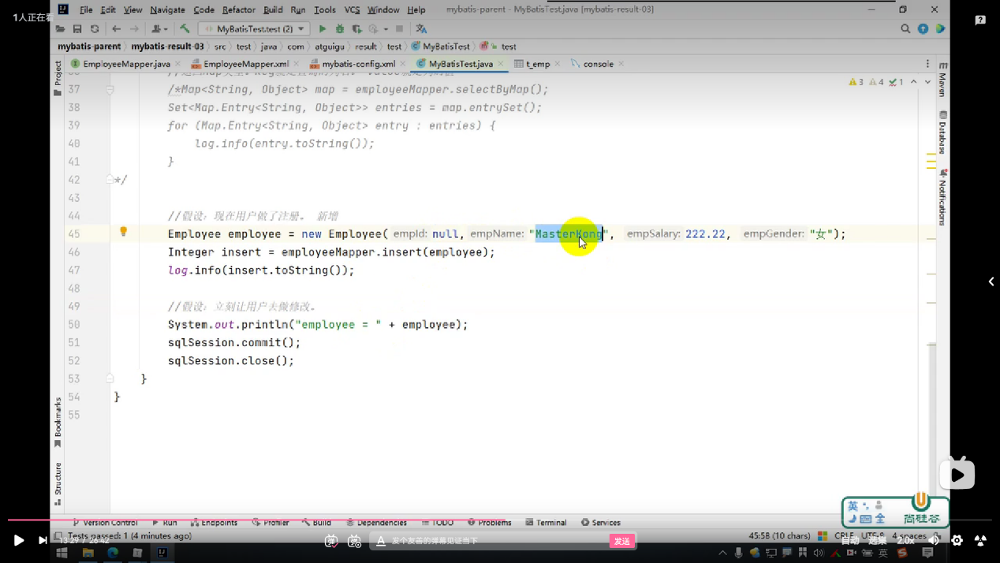 1人正在看
File Edit View Navigate Code Refactor Build Run Tools VCS Window Help mybatis-parent - MyBatisTest.java [mybatis-result-03]
MyBatisTest.test (2)
mybatis-parent mybatis-result-03 src test java com atguigu result test MyBatisTest test
EmployeeMapper.java EmployeeMapper.xml mybatis-config.xml MyBatisTest.java t_emp console
Project
Maven
Database
Notifications
3 4 1
37 /*Map<String, Object> map = employeeMapper.selectByMap();
38 Set<Map.Entry<String, Object>> entries = map.entrySet();
39 for (Map.Entry<String, Object> entry : entries) {
40 log.info(entry.toString());
41 }
42 */
43
44 //假设：现在用户做了注册。 新增
45 Employee employee = new Employee( empId: null, empName: "MasterKong", empSalary: 222.22, empGender: "女");
46 Integer insert = employeeMapper.insert(employee);
47 log.info(insert.toString());
48
49 //假设：立刻让用户去做修改。
50 System.out.println("employee = " + employee);
51 sqlSession.commit();
52 sqlSession.close();
53 }
54 }
55
Bookmarks
Structure
英
全
尚硅谷
Version Control Run Endpoints Profiler Build Dependencies TODO Problems Terminal Services
Tests passed: 1 (4 minutes ago) 45:58 (10 chars) CRLF UTF-8 4 spaces
发个友善的弹幕见证当下 发送 自动 选集 2.0x
英